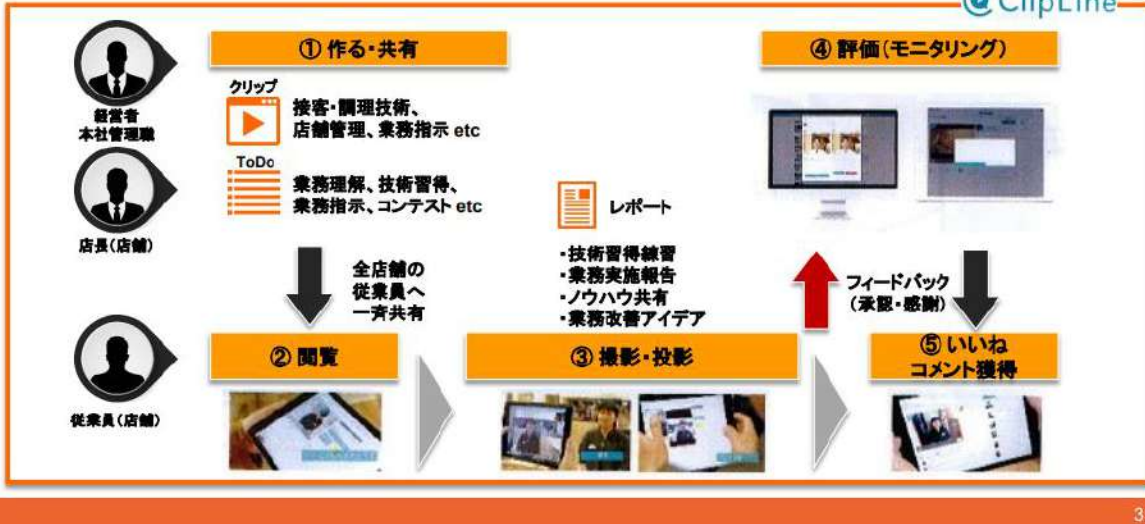 ClipLine
① 作る・共有
④ 評価(モニタリング)
経営者
本社管理職
クリップ
接客・調理技術、
店舗管理、業務指示 etc
ToDo
業務理解、技術習得、
業務指示、コンテスト etc
店長(店舗)
レポート
・技術習得練習
・業務実施報告
・ノウハウ共有
・業務改善アイデア
全店舗の
従業員へ
一斉共有
フィードバック
(承認・感謝)
② 閲覧
③ 撮影・投影
⑤ いいね
コメント獲得
従業員(店舗)
3